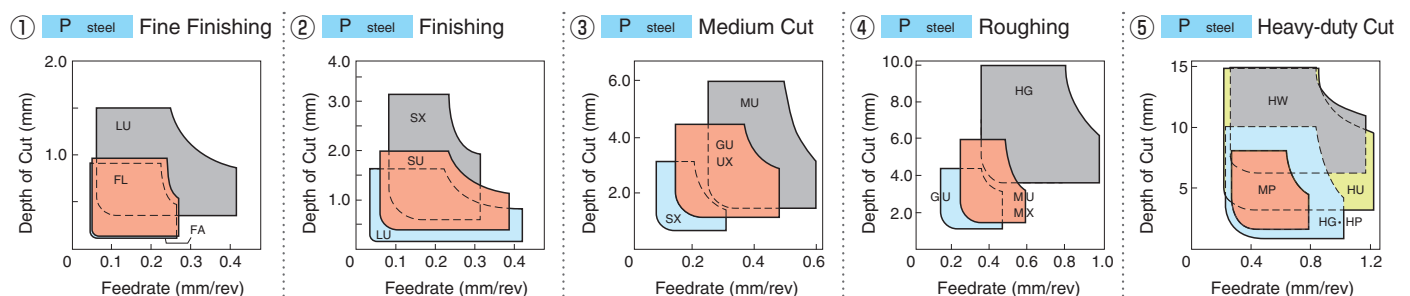 ① P steel Fine Finishing
2.0
1.0
0
Depth of Cut (mm)
LU
FL
FA
0 0.1 0.2 0.3 0.4
Feedrate (mm/rev)
② P steel Finishing
4.0
3.0
2.0
1.0
0
Depth of Cut (mm)
SX
SU
LU
0 0.1 0.2 0.3 0.4
Feedrate (mm/rev)
③ P steel Medium Cut
6.0
4.0
2.0
0
Depth of Cut (mm)
MU
GU
UX
SX
0 0.2 0.4 0.6
Feedrate (mm/rev)
④ P steel Roughing
10.0
8.0
6.0
4.0
2.0
0
Depth of Cut (mm)
HG
GU
MU
MX
0.2 0.4 0.6 0.8 1.0
Feedrate (mm/rev)
⑤ P steel Heavy-duty Cut
15
10
5
Depth of Cut (mm)
HW
HU
MP
HG・HP
0 0.4 0.8 1.2
Feedrate (mm/rev)